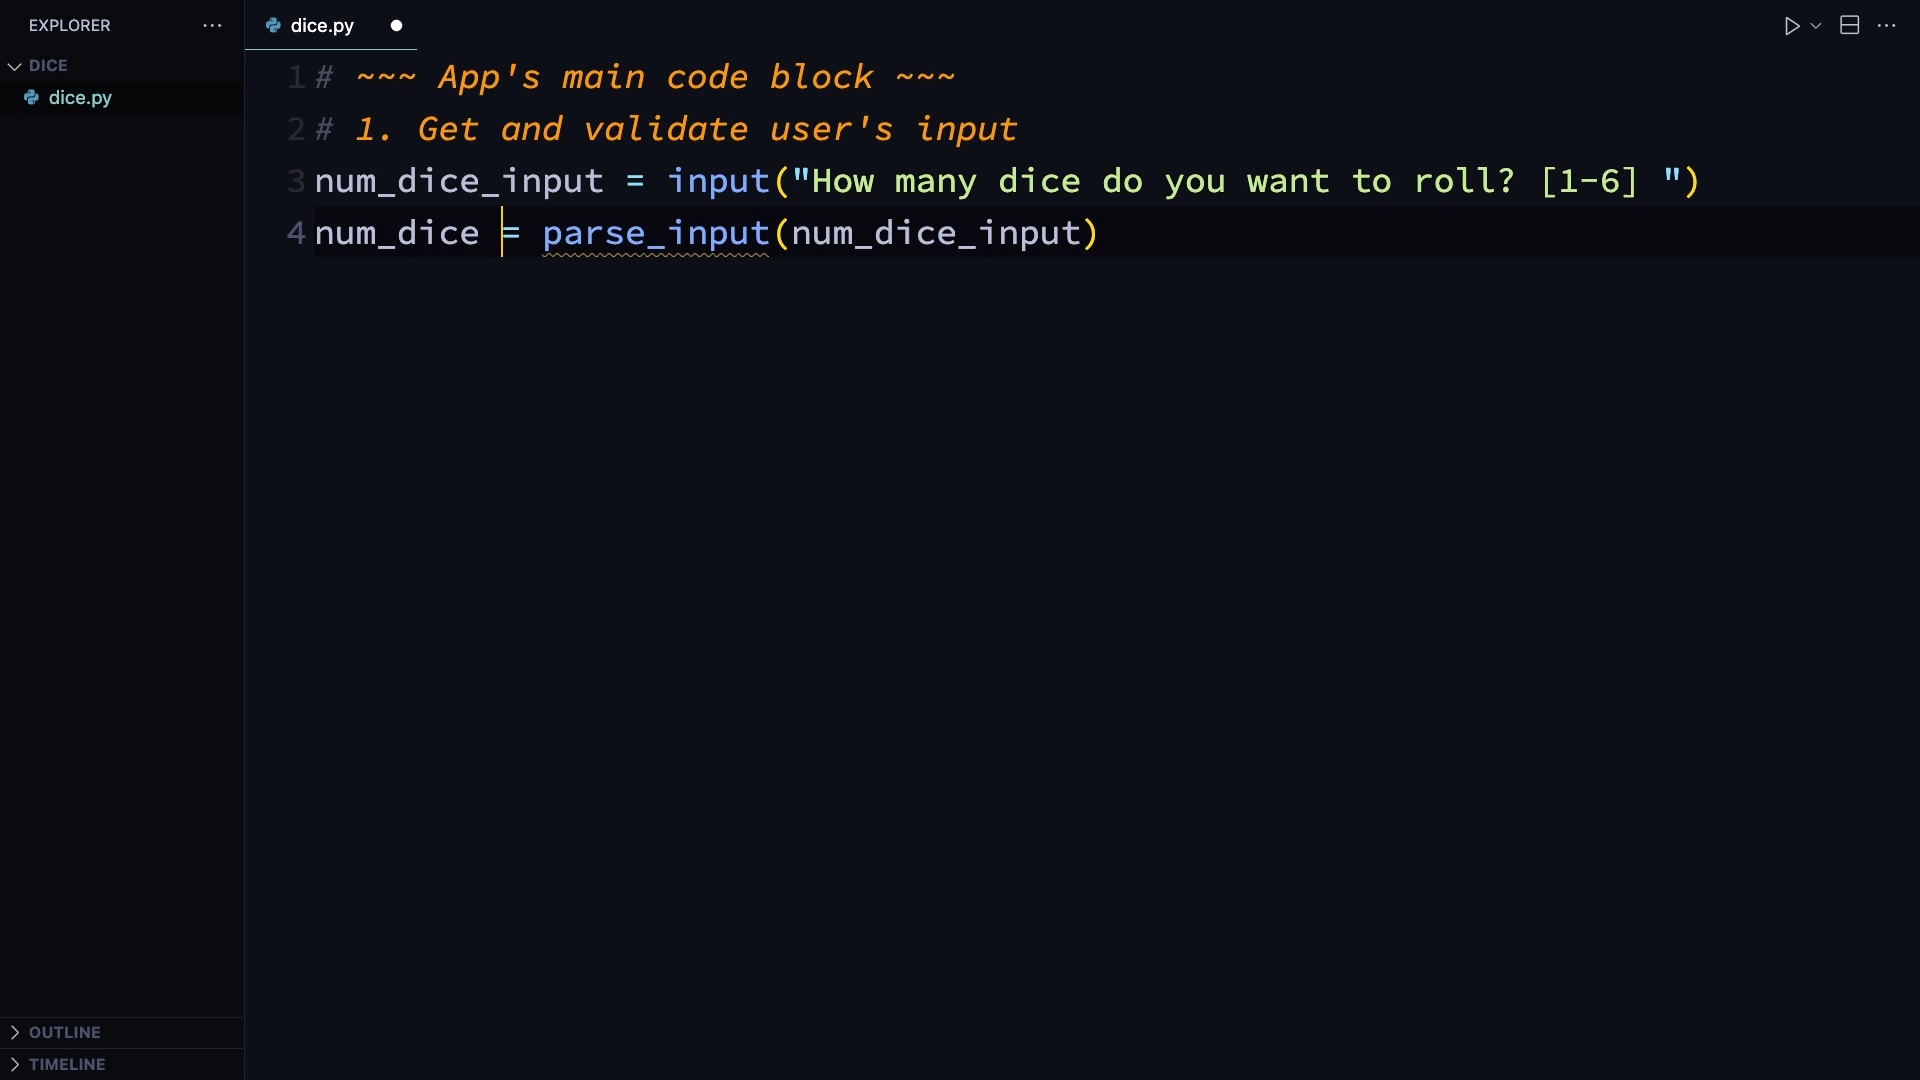 EXPLORER
DICE
dice.py
OUTLINE
TIMELINE
dice.py
1 # ~~~ App's main code block ~~~
2 # 1. Get and validate user's input
3 num_dice_input = input("How many dice do you want to roll? [1-6] ")
4 num_dice = parse_input(num_dice_input)